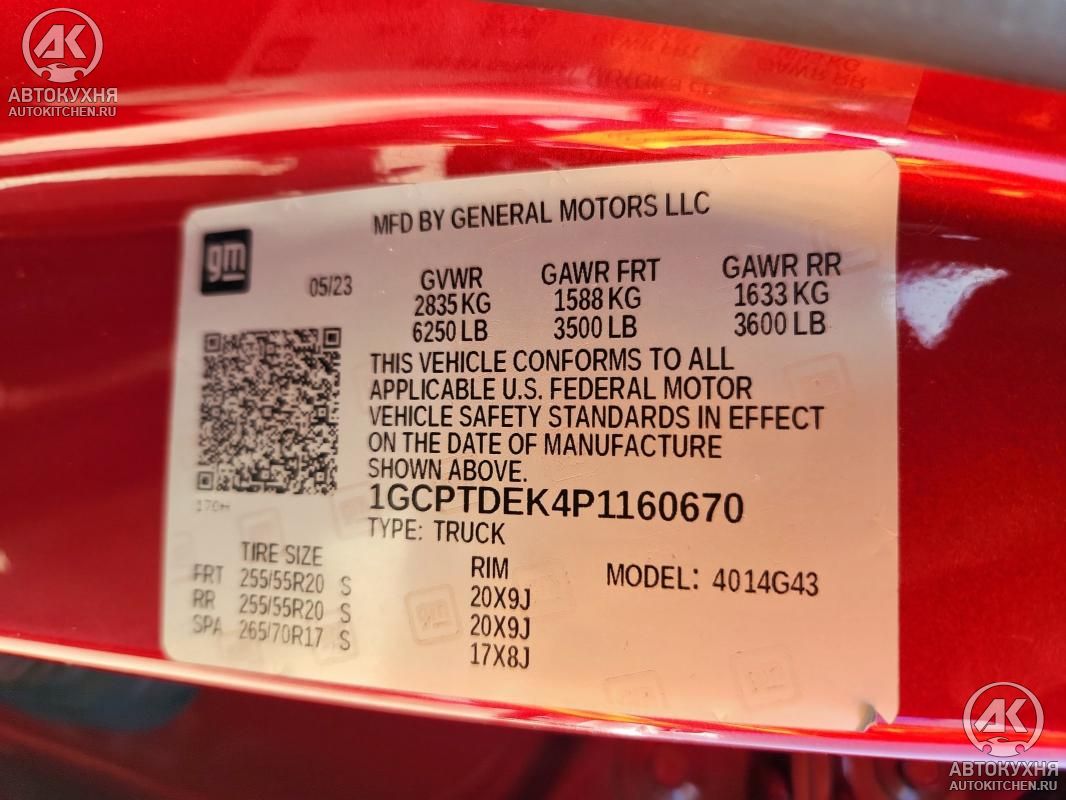 АВТОКУХНЯ
AUTOKITCHEN.RU
MFD BY GENERAL MOTORS LLC
gm
05/23
GVWR GAWR FRT GAWR RR
2835 KG 1588 KG 1633 KG
6250 LB 3500 LB 3600 LB
THIS VEHICLE CONFORMS TO ALL
APPLICABLE U.S. FEDERAL MOTOR
VEHICLE SAFETY STANDARDS IN EFFECT
ON THE DATE OF MANUFACTURE
SHOWN ABOVE.
1GCPTDEK4P1160670
TYPE: TRUCK
TIRE SIZE RIM MODEL: 4014G43
FRT 255/55R20 S 20X9J
RR 255/55R20 S 20X9J
SPA 265/70R17 S 17X8J
АВТОКУХНЯ
AUTOKITCHEN.RU